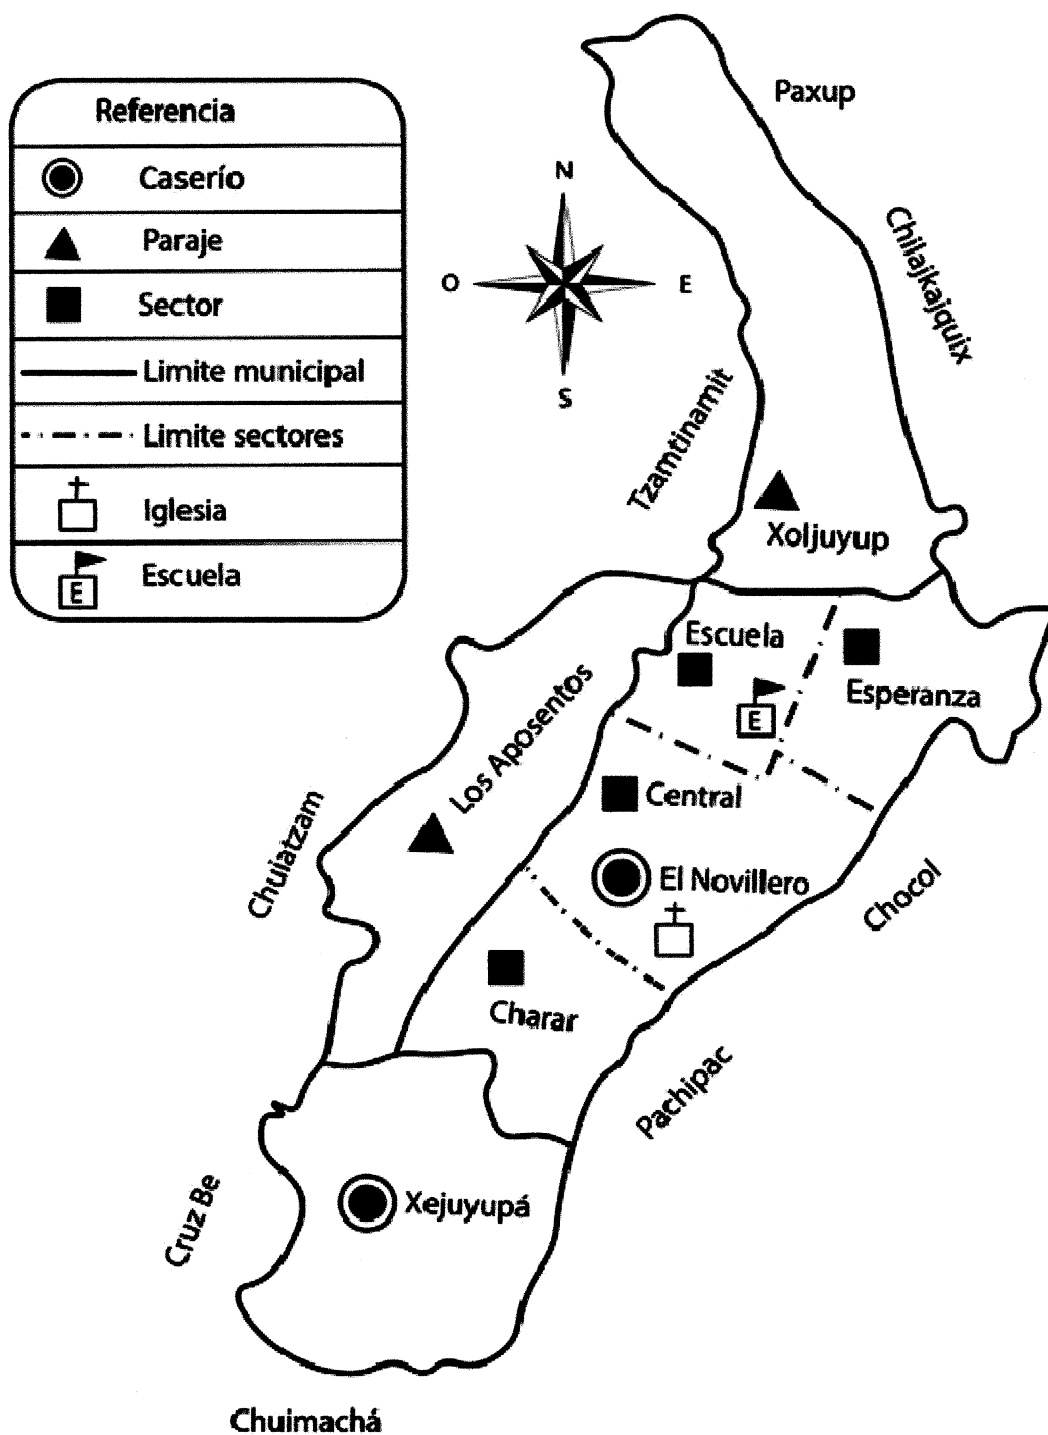 Referencia
Caserío
Paraje
Sector
Limite municipal
Limite sectores
Iglesia
E
Escuela
N
O
E
S
Paxup
Chilajkajquix
Tzamtinamit
Xoljuyup
Escuela
E
Esperanza
Los Aposentos
Central
Chuiatzam
El Novillero
Chocol
Charar
Pachipac
Cruz Be
Xejuyupá
Chuimachá